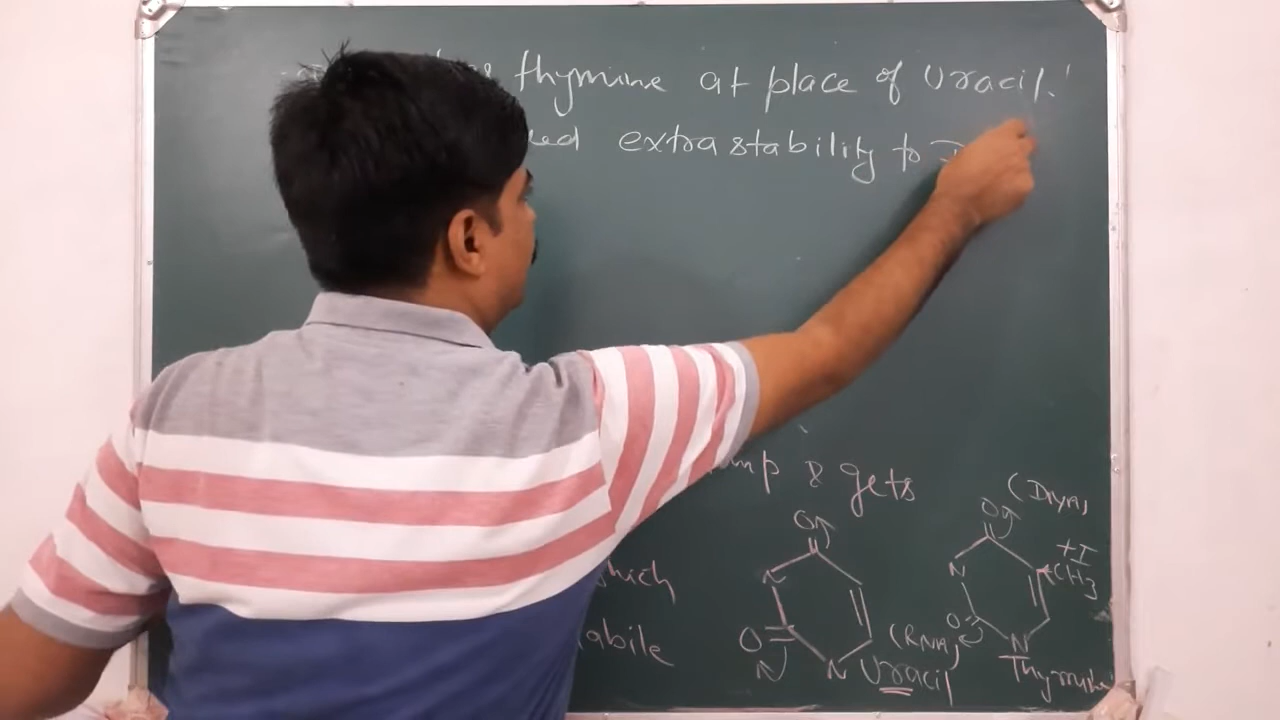 thymine at place of Uracil.
extra stability to
& gets
(DNA)
O
+I
CH3
O
N
N
which
O
(RNA)
O
N
N
Uracil
Thymine
labile